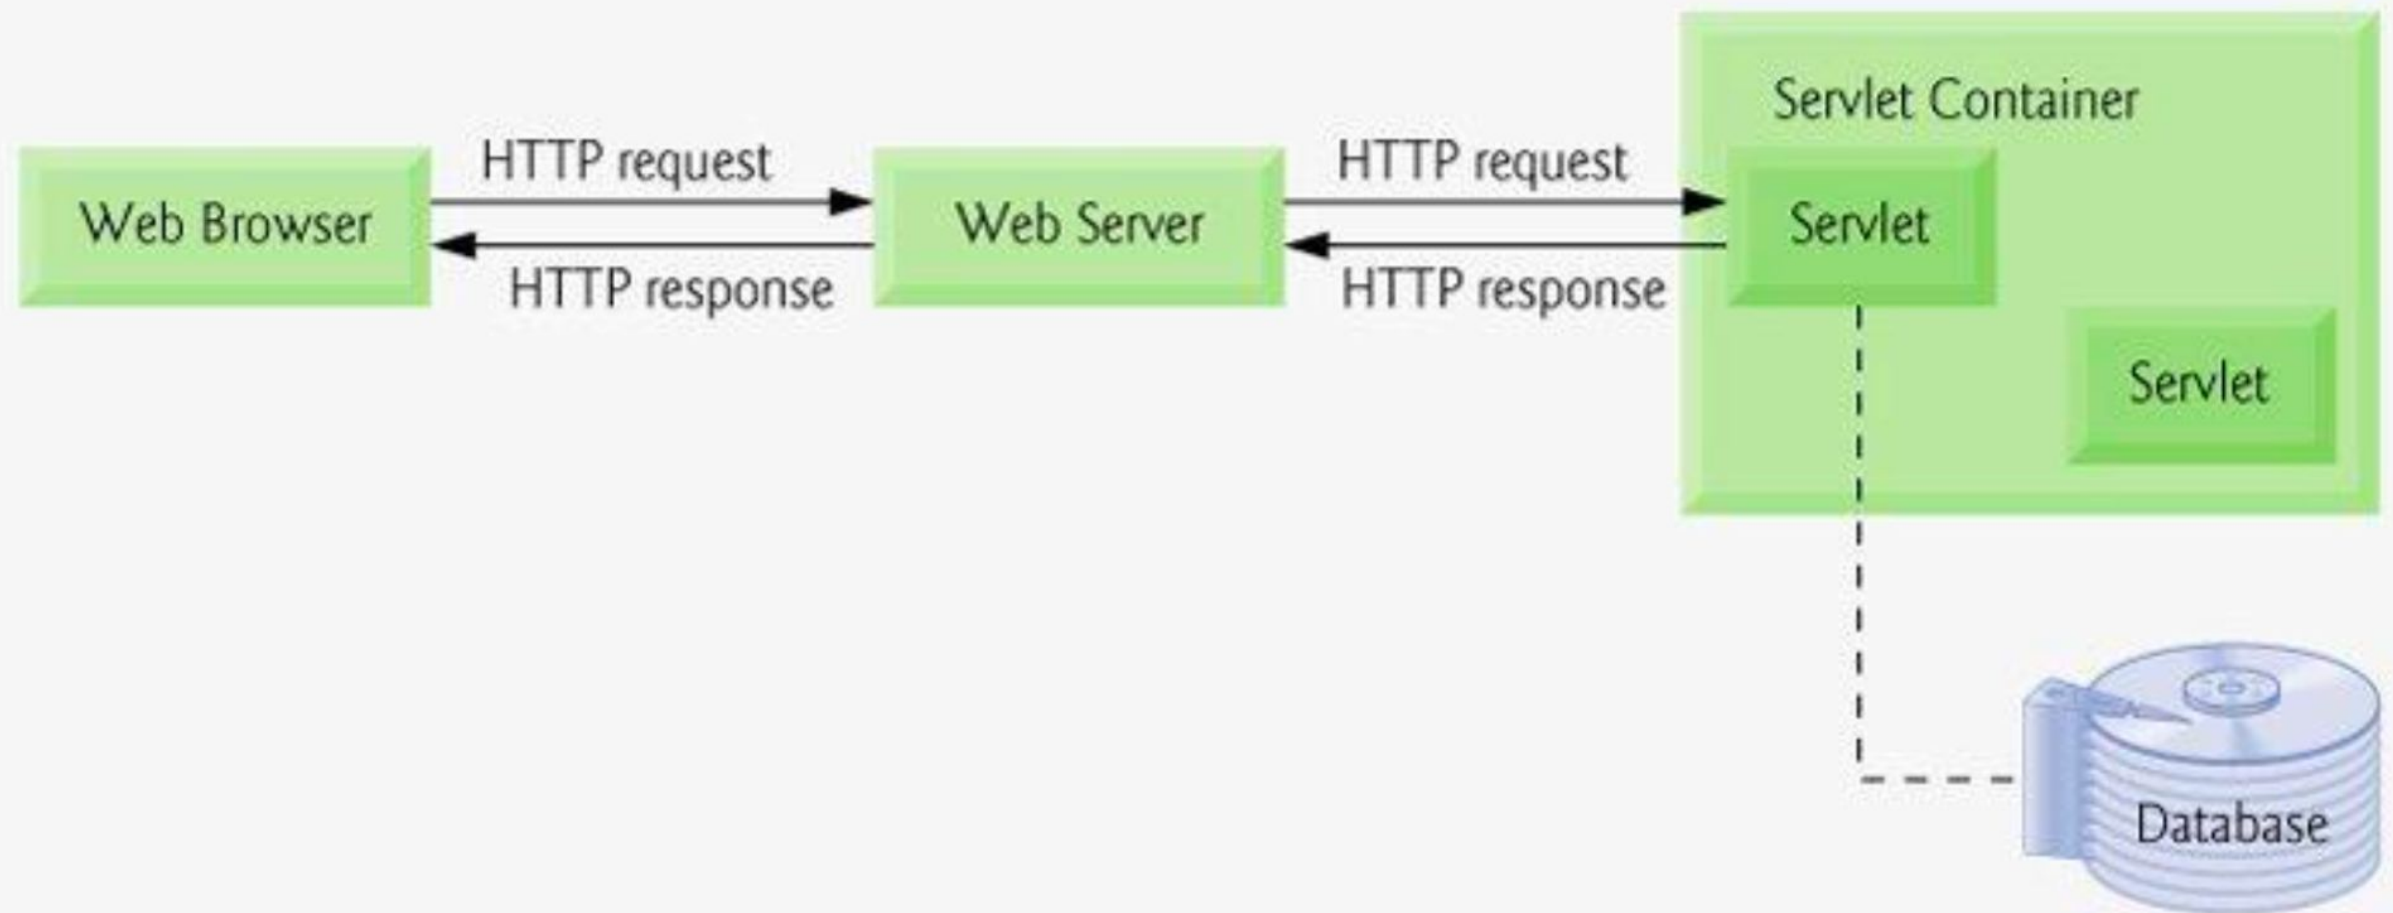 Servlet Container
HTTP request
HTTP request
Web Browser
Web Server
Servlet
HTTP response
HTTP response
Servlet
Database